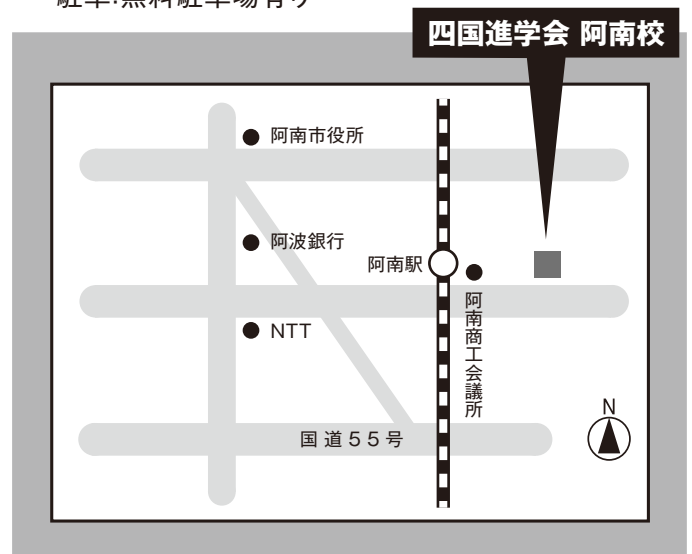 駐車:無料駐車場有り
四国進学会 阿南校
阿南市役所
阿波銀行
阿南駅
阿南商工会議所
NTT
N
国道55号